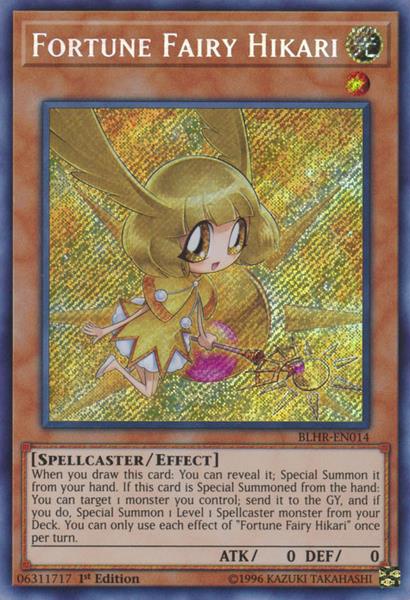 FORTUNE FAIRY HIKARI
BLHR-EN014
[SPELLCASTER/EFFECT]
When you draw this card: You can reveal it; Special Summon it
from your hand. If this card is Special Summoned from the hand:
You can target 1 monster you control; send it to the GY, and if
you do, Special Summon 1 Level 1 Spellcaster monster from your
Deck. You can only use each effect of "Fortune Fairy Hikari" once
per turn.
ATK/ 0 DEF/ 0
06311717 1st Edition ©1996 KAZUKI TAKAHASHI